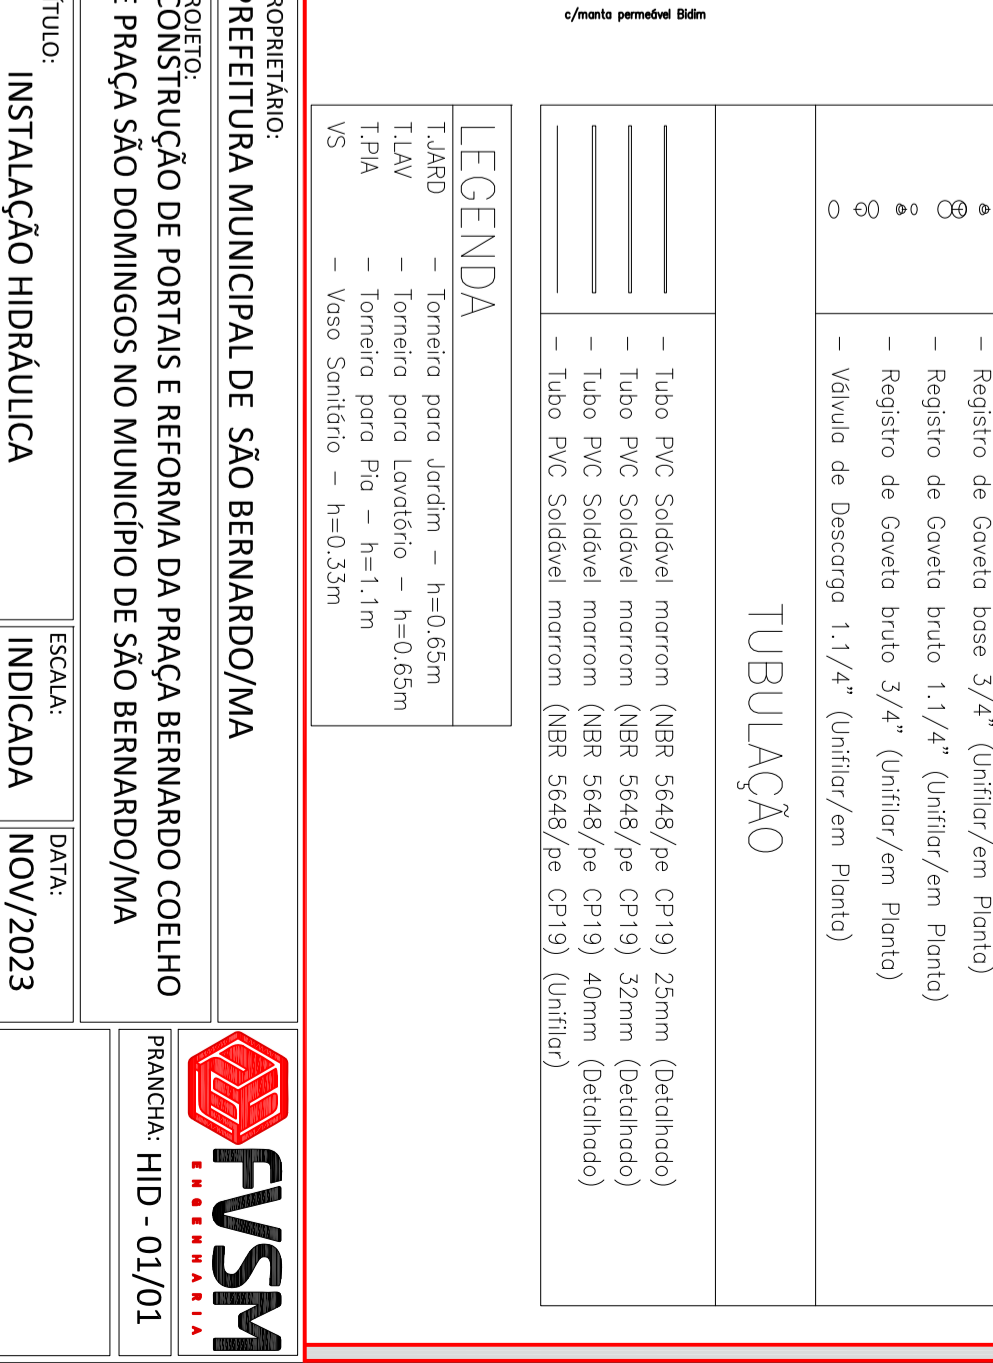 c/manta permeável Bidim
- Registro de Gaveta base 3/4" (Unifilar/em Planta)
- Registro de Gaveta bruto 1.1/4" (Unifilar/em Planta)
- Registro de Gaveta bruto 3/4" (Unifilar/em Planta)
- Válvula de Descarga 1.1/4" (Unifilar/em Planta)
TUBULAÇÃO
- Tubo PVC Soldável marrom (NBR 5648/pe CP19) 25mm (Detalhado)
- Tubo PVC Soldável marrom (NBR 5648/pe CP19) 32mm (Detalhado)
- Tubo PVC Soldável marrom (NBR 5648/pe CP19) 40mm (Detalhado)
- Tubo PVC Soldável marrom (NBR 5648/pe CP19) (Unifilar)
LEGENDA
T.JARD - Torneira para Jardim - h=0.65m
T.LAV - Torneira para Lavatório - h=0.65m
T.PIA - Torneira para Pia - h=1.1m
VS - Vaso Sanitário - h=0.33m
ROPRIETÁRIO:
PREFEITURA MUNICIPAL DE SÃO BERNARDO/MA
ROJETO:
CONSTRUÇÃO DE PORTAIS E REFORMA DA PRAÇA BERNARDO COELHO
E PRAÇA SÃO DOMINGOS NO MUNICÍPIO DE SÃO BERNARDO/MA
ÍTULO:
INSTALAÇÃO HIDRÁULICA
ESCALA:
INDICADA
DATA:
NOV/2023
FVSM
ENGENHARIA
PRANCHA: HID - 01/01